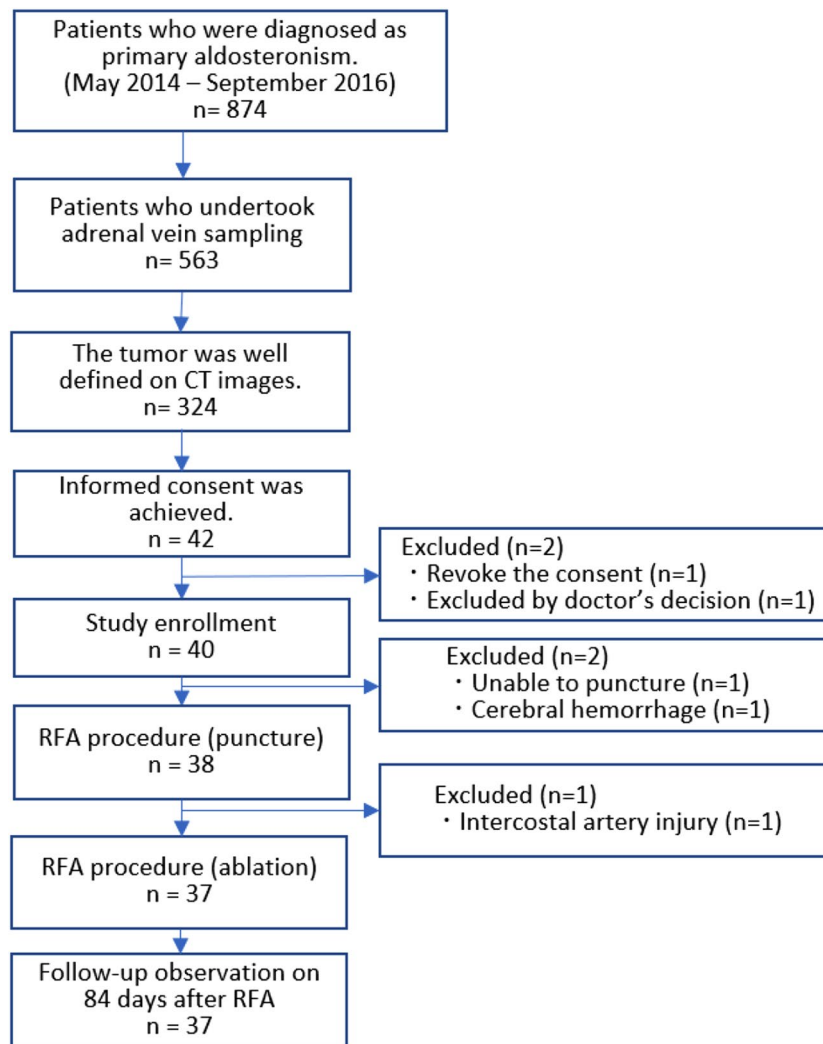 Patients who were diagnosed as
primary aldosteronism.
(May 2014 – September 2016)
n= 874
Patients who undertook
adrenal vein sampling
n= 563
The tumor was well
defined on CT images.
n= 324
Informed consent was
achieved.
n = 42
Excluded (n=2)
・Revoke the consent (n=1)
・Excluded by doctor’s decision (n=1)
Study enrollment
n = 40
Excluded (n=2)
・Unable to puncture (n=1)
・Cerebral hemorrhage (n=1)
RFA procedure (puncture)
n = 38
Excluded (n=1)
・Intercostal artery injury (n=1)
RFA procedure (ablation)
n = 37
Follow-up observation on
84 days after RFA
n = 37